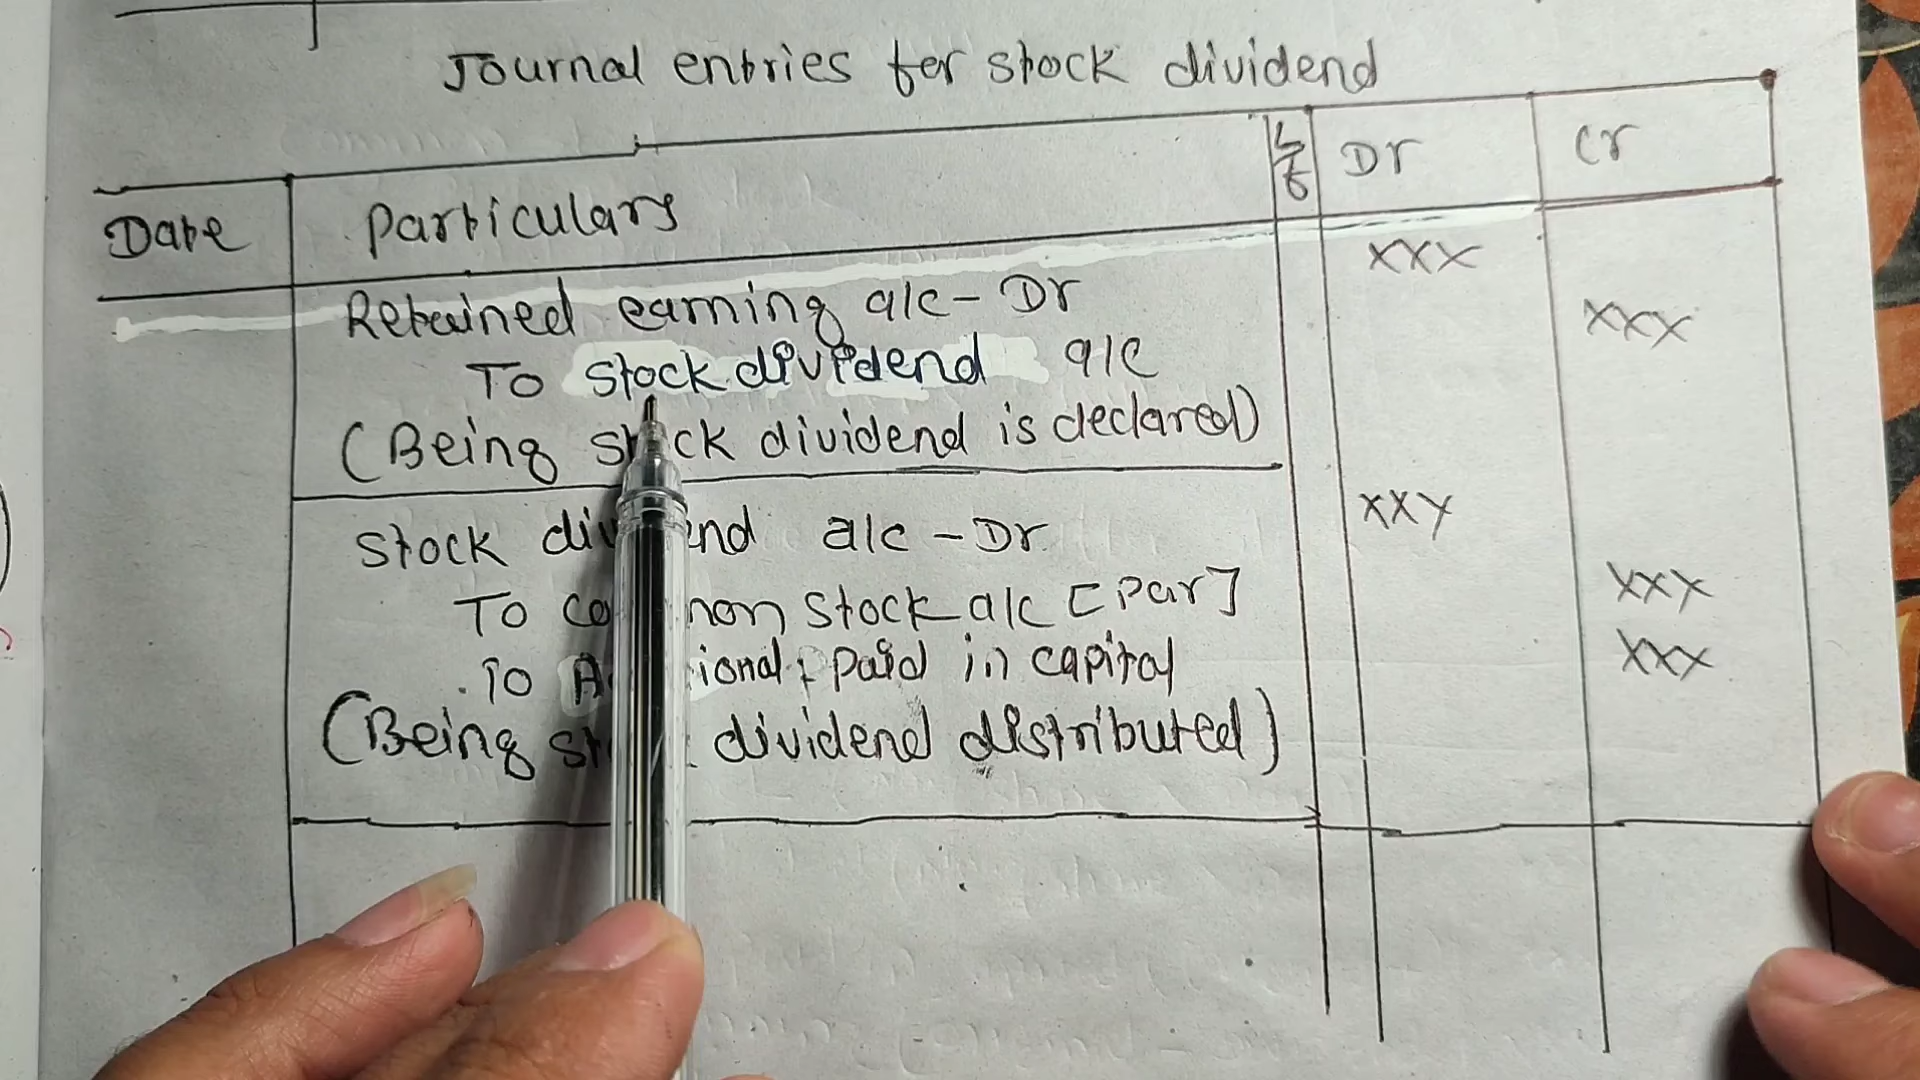 Journal entries for stock dividend
Date Particulars L/f Dr Cr
Retained earning a/c - Dr XXX
To stock dividend a/c XXX
(Being stock dividend is declared)
Stock dividend a/c - Dr XXY
To common stock a/c [Par] XXX
To Additional paid in capital XXX
(Being stock dividend distributed)